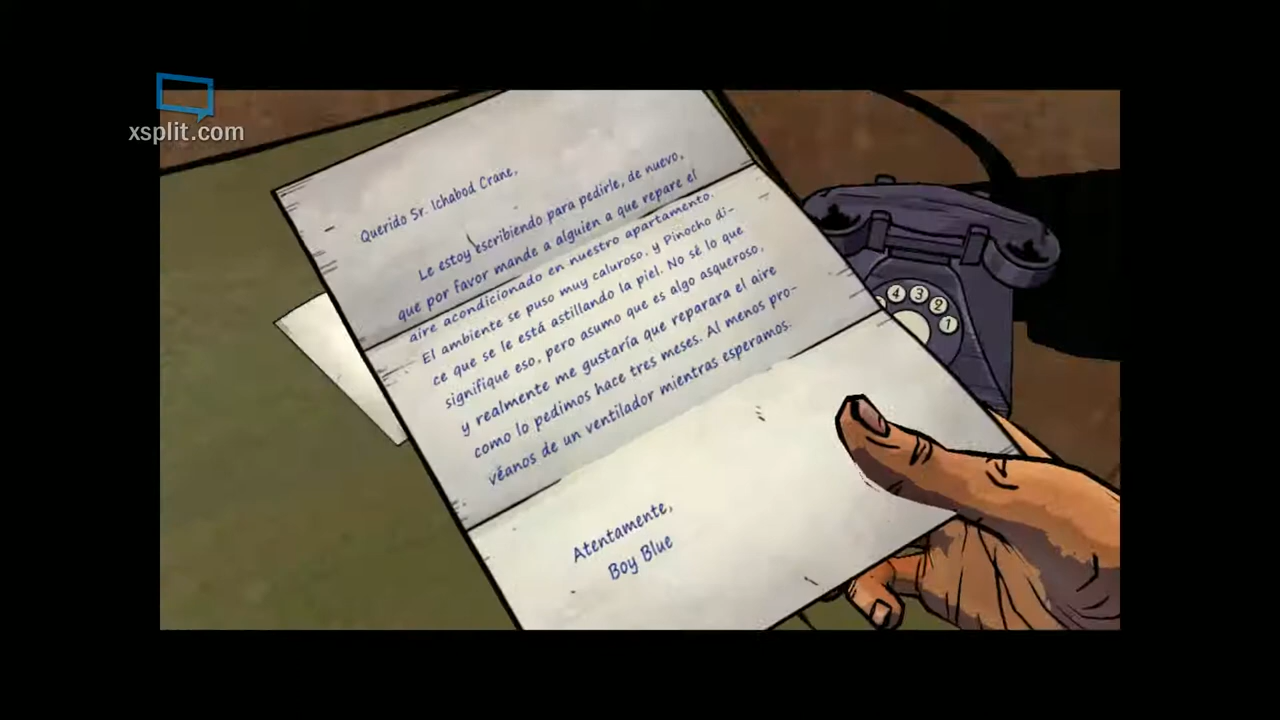 xsplit.com
Querido Sr. Ichabod Crane,
Le estoy escribiendo para pedirle, de nuevo,
que por favor mande a alguien a que repare el
aire acondicionado en nuestro apartamento.
El ambiente se puso muy caluroso, y Pinocho di-
ce que se le está astillando la piel. No sé lo que
signifique eso, pero asumo que es algo asqueroso,
y realmente me gustaría que reparara el aire
como lo pedimos hace tres meses. Al menos pro-
véanos de un ventilador mientras esperamos.
Atentamente,
Boy Blue
4 3 2 1